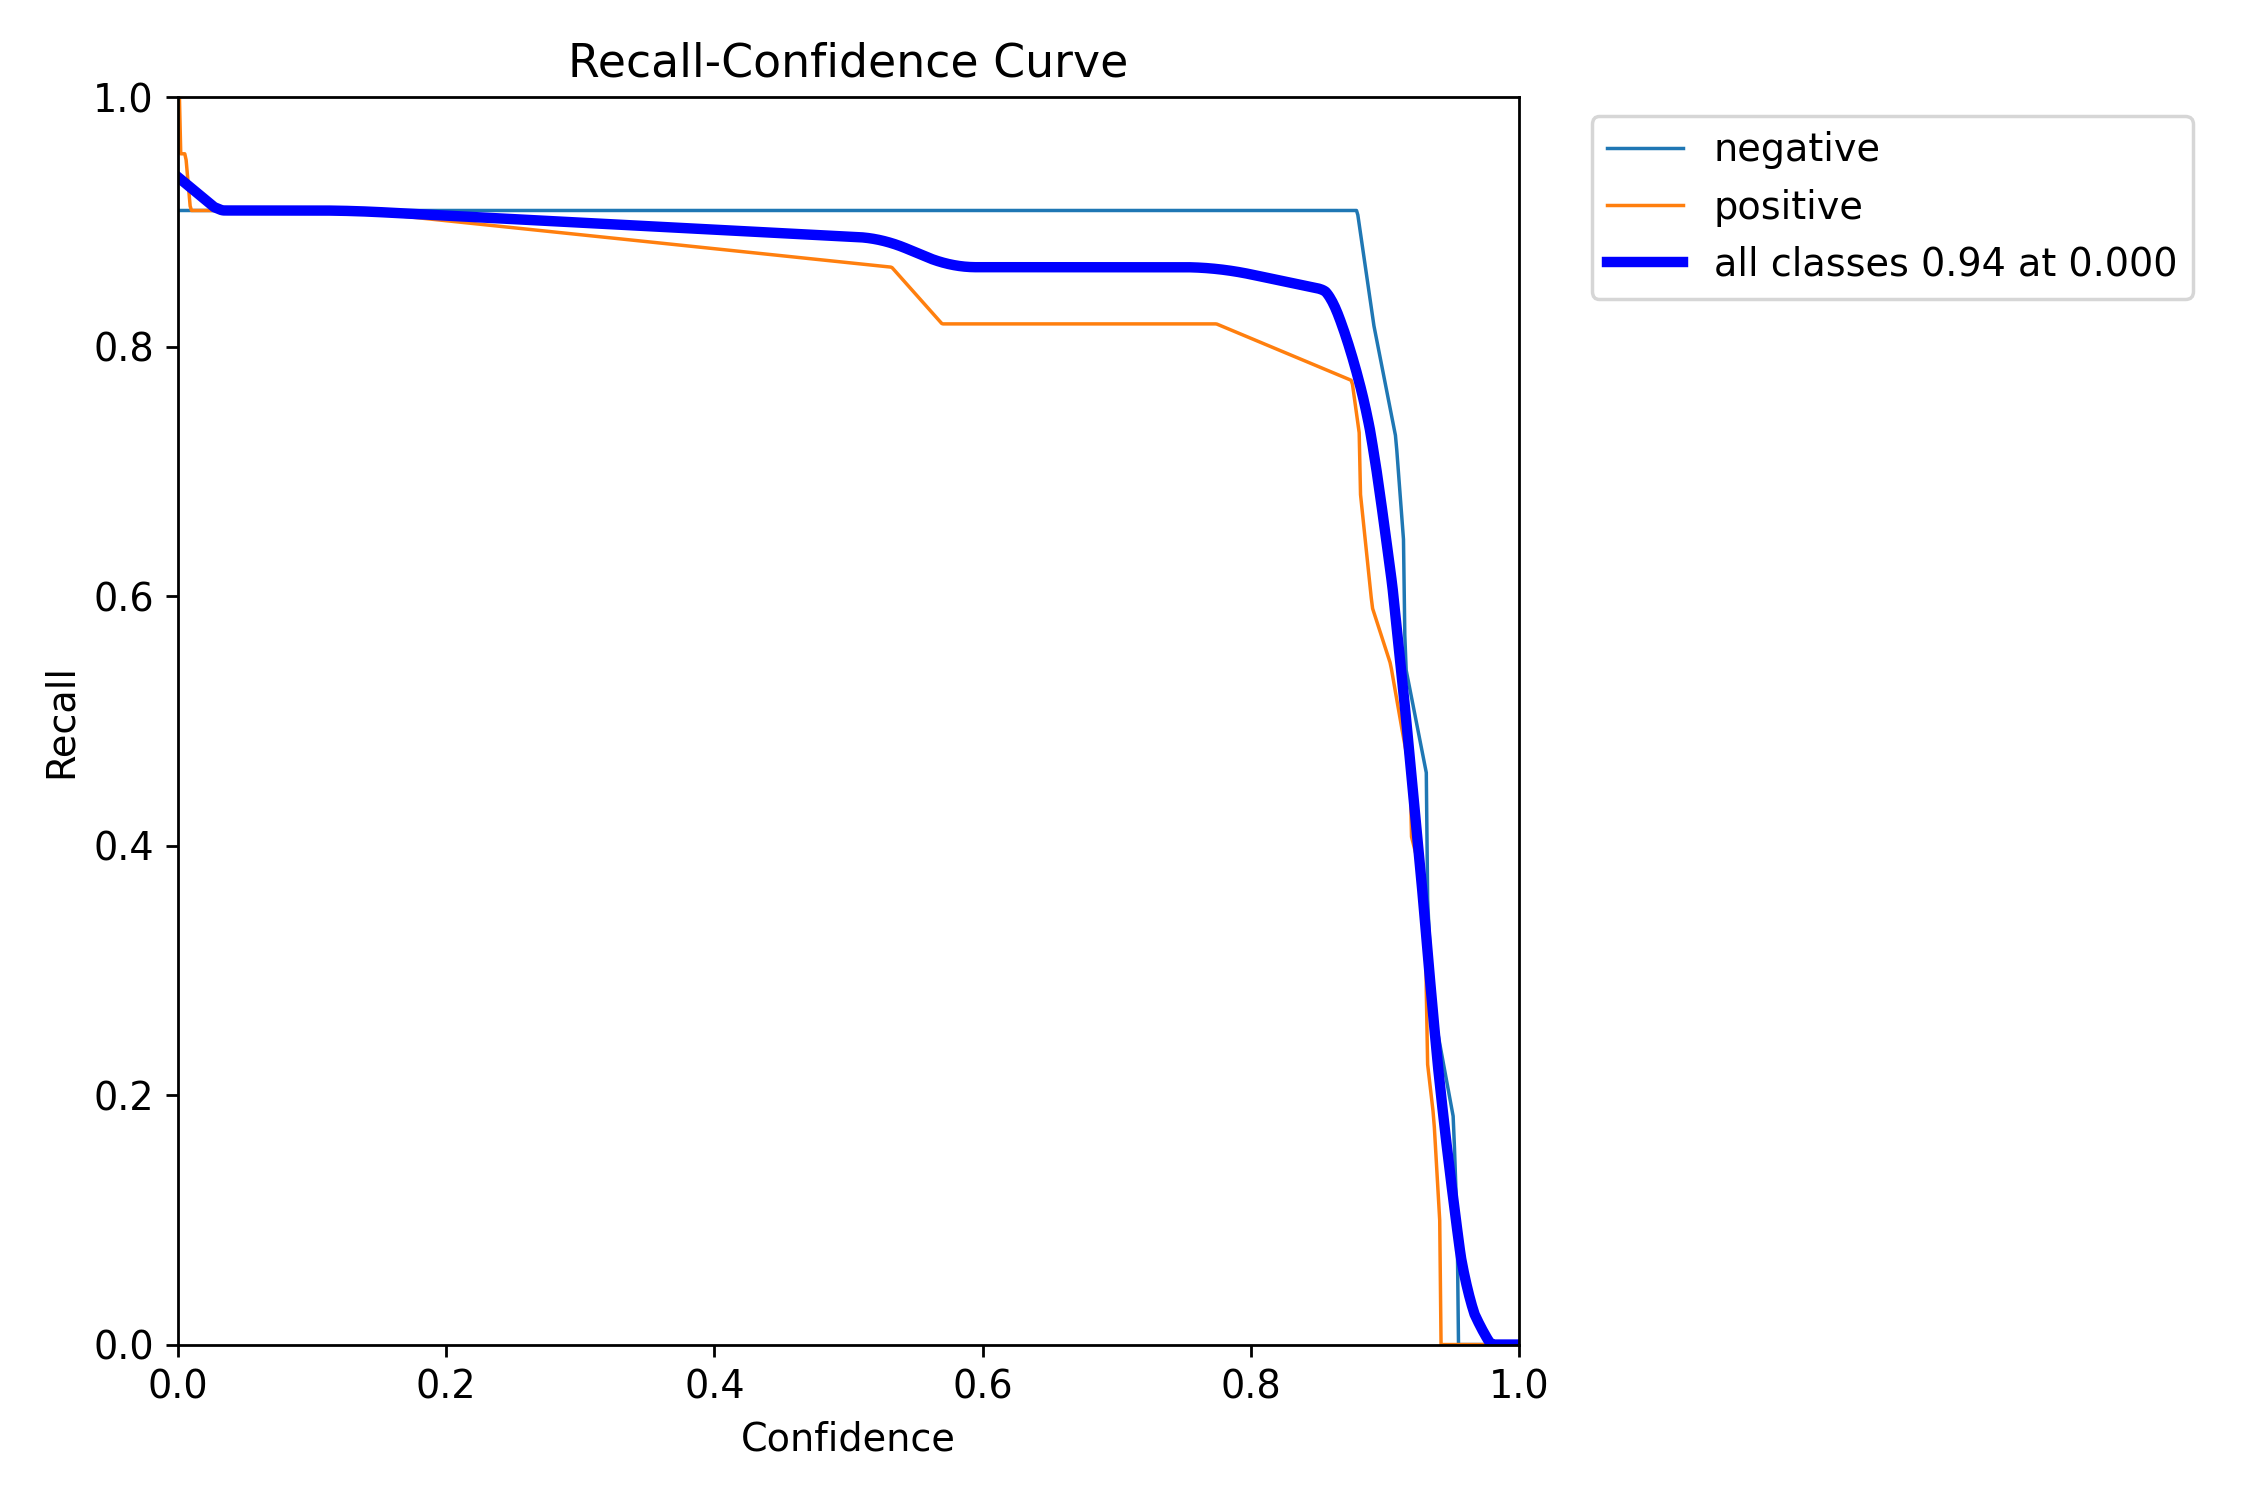 Recall-Confidence Curve
negative
positive
all classes 0.94 at 0.000
Recall
1.0
0.8
0.6
0.4
0.2
0.0
0.0 0.2 0.4 0.6 0.8 1.0
Confidence